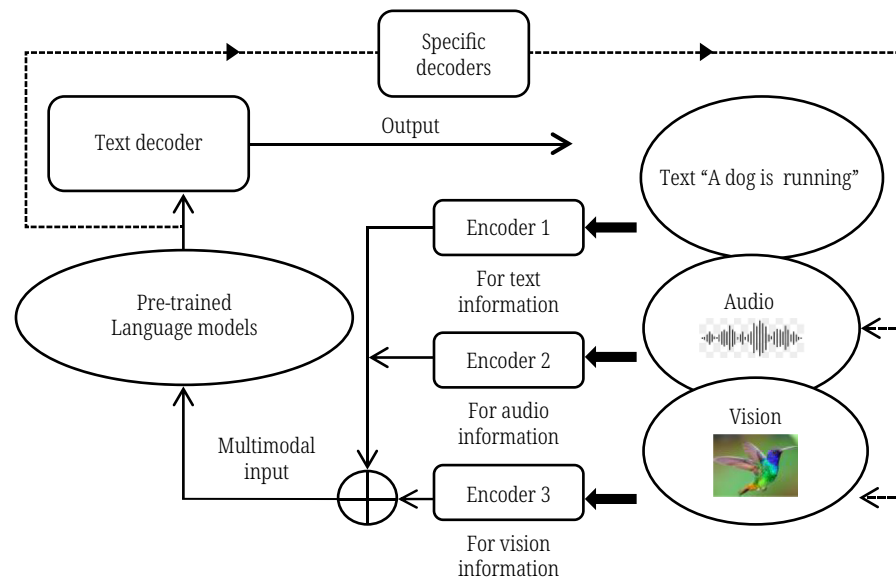 Specific
decoders
Text decoder
Output
Text “A dog is running”
Encoder 1
For text
information
Pre-trained
Language models
Audio
Encoder 2
For audio
information
Vision
Multimodal
input
Encoder 3
For vision
information